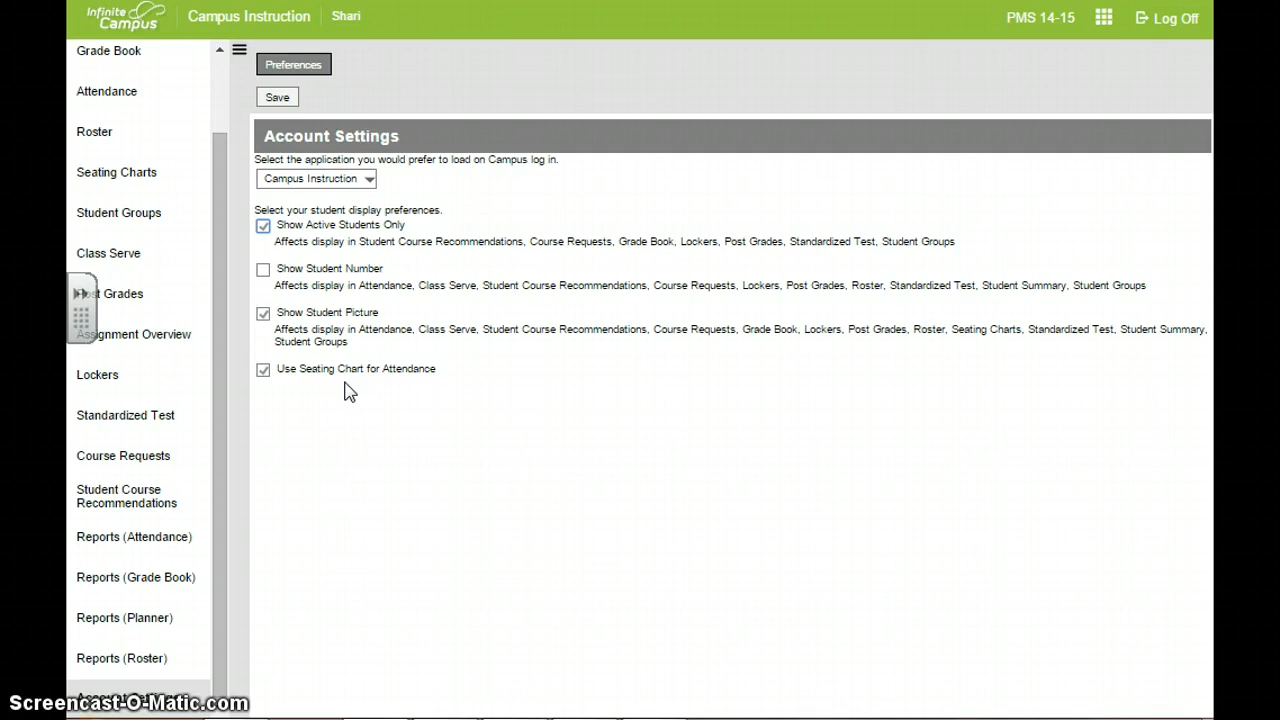 Infinite
Campus
Campus Instruction
Shari
PMS 14-15
Log Off
Grade Book
Attendance
Roster
Seating Charts
Student Groups
Class Serve
Post Grades
Assignment Overview
Lockers
Standardized Test
Course Requests
Student Course
Recommendations
Reports (Attendance)
Reports (Grade Book)
Reports (Planner)
Reports (Roster)
Account Settings
Preferences
Save
Account Settings
Select the application you would prefer to load on Campus log in.
Campus Instruction
Select your student display preferences.
Show Active Students Only
Affects display in Student Course Recommendations, Course Requests, Grade Book, Lockers, Post Grades, Standardized Test, Student Groups
Show Student Number
Affects display in Attendance, Class Serve, Student Course Recommendations, Course Requests, Lockers, Post Grades, Roster, Standardized Test, Student Summary, Student Groups
Show Student Picture
Affects display in Attendance, Class Serve, Student Course Recommendations, Course Requests, Grade Book, Lockers, Post Grades, Roster, Seating Charts, Standardized Test, Student Summary,
Student Groups
Use Seating Chart for Attendance
Screencast-O-Matic.com